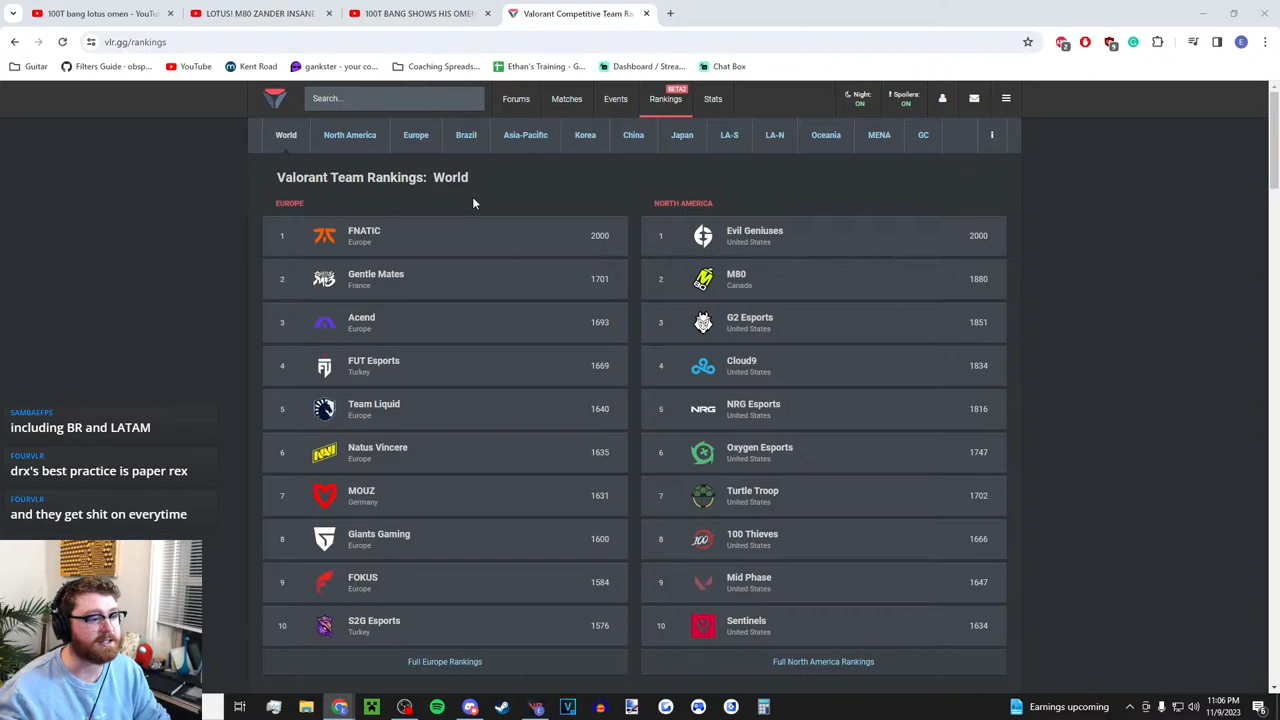 100T bang lotus omen - YouTu
LOTUS! M80 ZANDER INSANE
100T BANG SHOWS HIS OMEN
Valorant Competitive Team Ra
vlr.gg/rankings
2
9
E
Guitar
Filters Guide · obsp...
YouTube
Kent Road
gankster - your co...
Coaching Spreads...
Ethan's Training - G...
Dashboard / Strea...
Chat Box
Search...
Forums
Matches
Events
BETA2
Rankings
Stats
Night:
ON
Spoilers:
ON
World
North America
Europe
Brazil
Asia-Pacific
Korea
China
Japan
LA-S
LA-N
Oceania
MENA
GC
Valorant Team Rankings: World
EUROPE
1 FNATIC 2000
Europe
2 Gentle Mates 1701
France
3 Acend 1693
Europe
4 FUT Esports 1669
Turkey
5 Team Liquid 1640
Europe
6 Natus Vincere 1635
Europe
7 MOUZ 1631
Germany
8 Giants Gaming 1600
Europe
9 FOKUS 1584
Europe
10 S2G Esports 1576
Turkey
Full Europe Rankings
NORTH AMERICA
1 Evil Geniuses 2000
United States
2 M80 1880
Canada
3 G2 Esports 1851
United States
4 Cloud9 1834
United States
5 NRG Esports 1816
United States
6 Oxygen Esports 1747
United States
7 Turtle Troop 1702
United States
8 100 Thieves 1666
United States
9 Mid Phase 1647
United States
10 Sentinels 1634
United States
Full North America Rankings
SAMBAEFPS
including BR and LATAM
FOURVLR
drx's best practice is paper rex
FOURVLR
and they get shit on everytime
Earnings upcoming
11:06 PM
11/9/2023
6